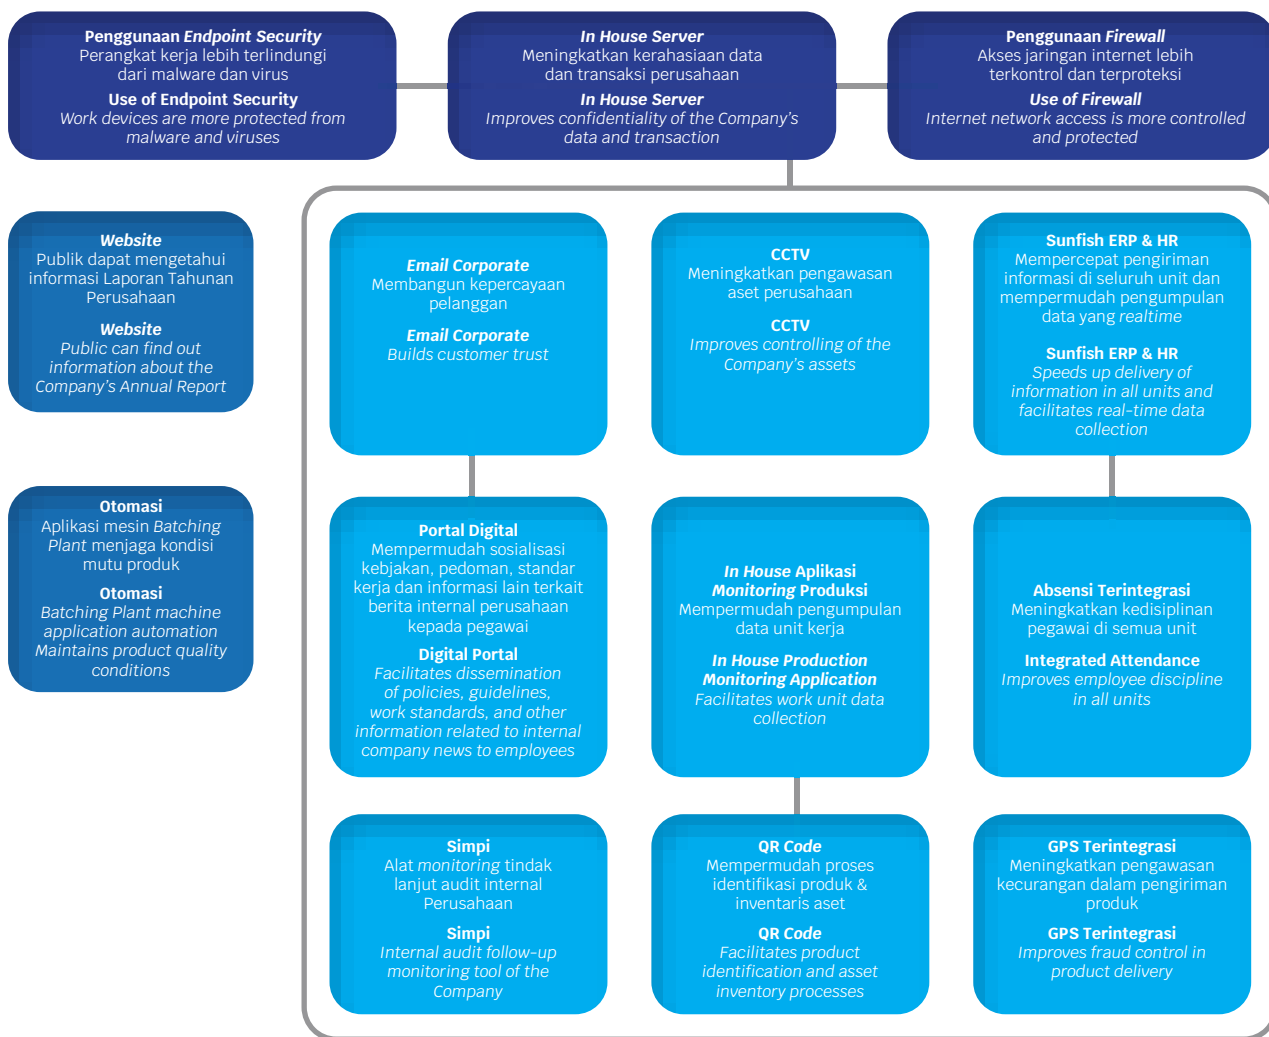 Penggunaan Endpoint Security
Perangkat kerja lebih terlindungi
dari malware dan virus
Use of Endpoint Security
Work devices are more protected from
malware and viruses
In House Server
Meningkatkan kerahasiaan data
dan transaksi perusahaan
In House Server
Improves confidentiality of the Company's
data and transaction
Penggunaan Firewall
Akses jaringan internet lebih
terkontrol dan terproteksi
Use of Firewall
Internet network access is more controlled
and protected
Website
Publik dapat mengetahui
informasi Laporan Tahunan
Perusahaan
Website
Public can find out
information about the
Company's Annual Report
Email Corporate
Membangun kepercayaan
pelanggan
Email Corporate
Builds customer trust
CCTV
Meningkatkan pengawasan
aset perusahaan
CCTV
Improves controlling of the
Company's assets
Sunfish ERP & HR
Mempercepat pengiriman
informasi di seluruh unit dan
mempermudah pengumpulan
data yang realtime
Sunfish ERP & HR
Speeds up delivery of
information in all units and
facilitates real-time data
collection
Otomasi
Aplikasi mesin Batching
Plant menjaga kondisi
mutu produk
Otomasi
Batching Plant machine
application automation
Maintains product quality
conditions
Portal Digital
Mempermudah sosialisasi
kebjakan, pedoman, standar
kerja dan informasi lain terkait
berita internal perusahaan
kepada pegawai
Digital Portal
Facilitates dissemination
of policies, guidelines,
work standards, and other
information related to internal
company news to employees
In House Aplikasi
Monitoring Produksi
Mempermudah pengumpulan
data unit kerja
In House Production
Monitoring Application
Facilitates work unit data
collection
Absensi Terintegrasi
Meningkatkan kedisiplinan
pegawai di semua unit
Integrated Attendance
Improves employee discipline
in all units
Simpi
Alat monitoring tindak
lanjut audit internal
Perusahaan
Simpi
Internal audit follow-up
monitoring tool of the
Company
QR Code
Mempermudah proses
identifikasi produk &
inventaris aset
QR Code
Facilitates product
identification and asset
inventory processes
GPS Terintegrasi
Meningkatkan pengawasan
kecurangan dalam pengiriman
produk
GPS Terintegrasi
Improves fraud control in
product delivery